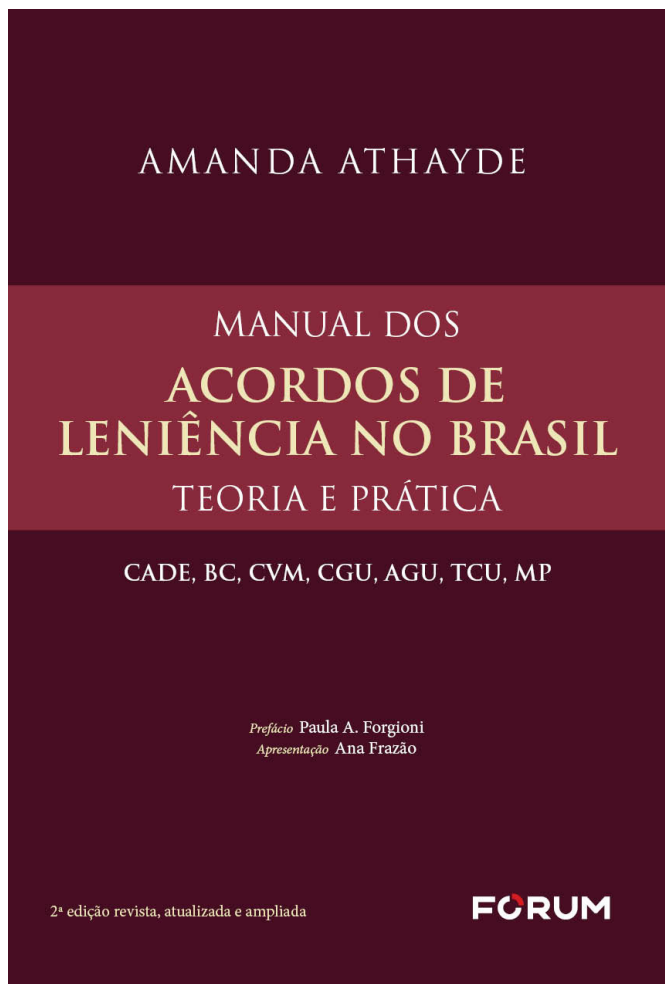 AMANDA ATHAYDE
MANUAL DOS
ACORDOS DE
LENIÊNCIA NO BRASIL
TEORIA E PRÁTICA
CADE, BC, CVM, CGU, AGU, TCU, MP
Prefácio Paula A. Forgioni
Apresentação Ana Frazão
2ª edição revista, atualizada e ampliada
FÓRUM